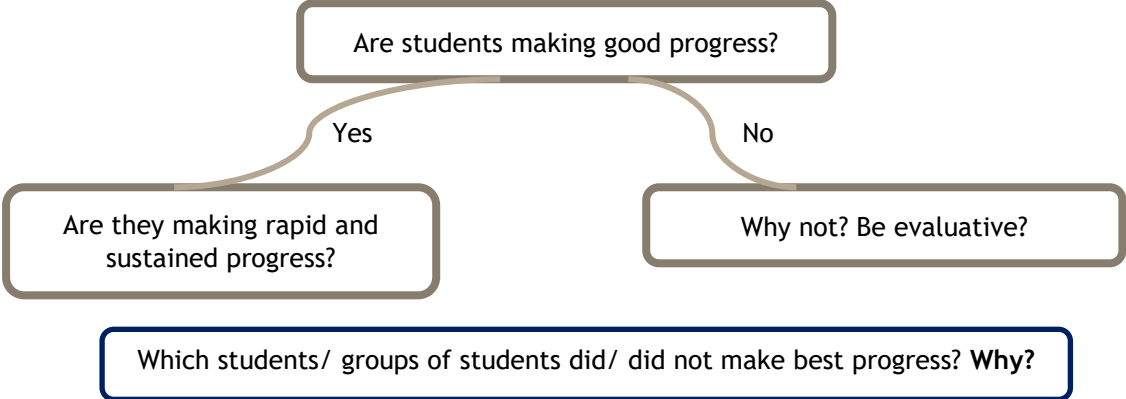 Are students making good progress?
Yes
No
Are they making rapid and
sustained progress?
Why not? Be evaluative?
Which students/ groups of students did/ did not make best progress? Why?